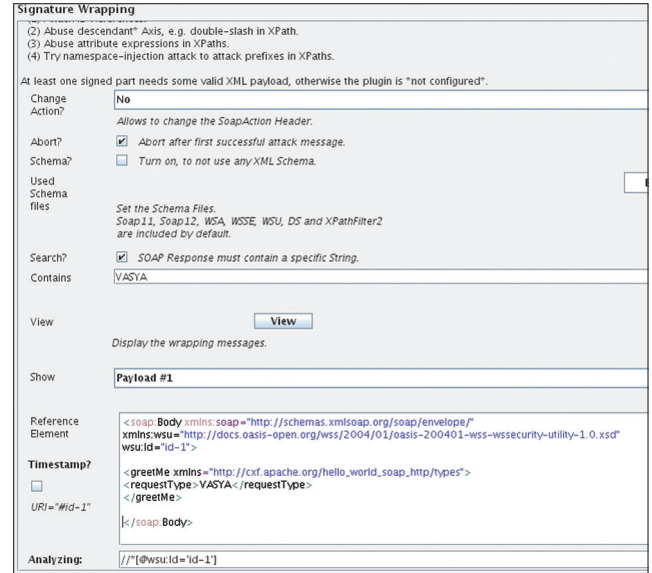 Signature Wrapping
(2) Abuse descendant* Axis, e.g. double-slash in XPath.
(3) Abuse attribute expressions in XPaths.
(4) Try namespace-injection attack to attack prefixes in XPaths.
At least one signed part needs some valid XML payload, otherwise the plugin is *not configured*.
Change Action?
No
Allows to change the SoapAction Header.
Abort?
Abort after first successful attack message.
Schema?
Turn on, to not use any XML Schema.
Used
Schema
files
Set the Schema Files.
Soap11, Soap12, WSA, WSSE, WSU, DS and XPathFilter2
are included by default.
Search?
SOAP Response must contain a specific String.
Contains
VASYA
View
View
Display the wrapping messages.
Show
Payload #1
Reference
Element
<soap:Body xmlns:soap="http://schemas.xmlsoap.org/soap/envelope/"
xmlns:wsu="http://docs.oasis-open.org/wss/2004/01/oasis-200401-wss-wssecurity-utility-1.0.xsd"
wsu:Id="id-1">
<greetMe xmlns="http://cxf.apache.org/hello_world_soap_http/types">
<requestType>VASYA</requestType>
</greetMe>
</soap:Body>
Timestamp?
URI="#id-1"
Analyzing:
//*[@wsu:Id='id-1']